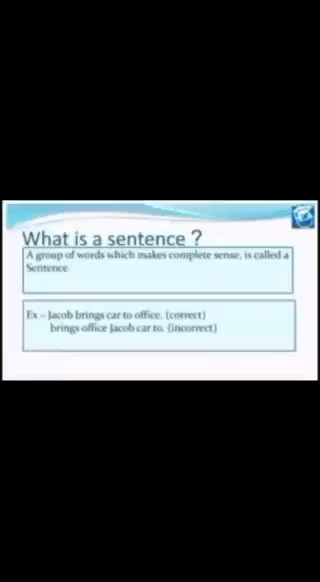 What is a sentence ?
A group of words which makes complete sense, is called a
Sentence
Ex – Jacob brings car to office. (correct)
brings office Jacob car to. (incorrect)